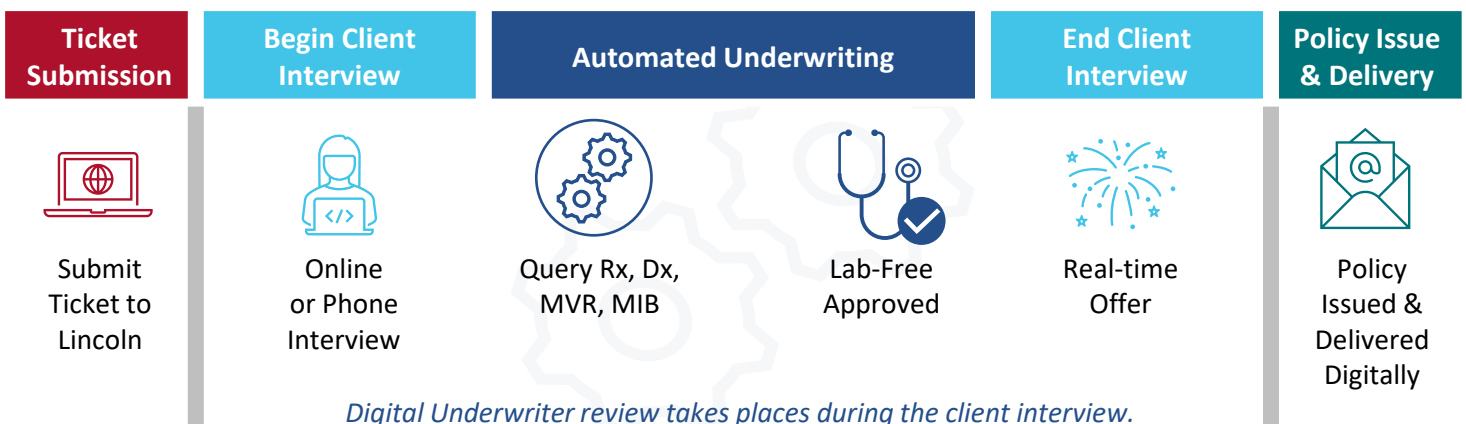 Ticket
Submission
Begin Client
Interview
Automated Underwriting
End Client
Interview
Policy Issue
& Delivery
</>
@
Submit
Ticket to
Lincoln
Online
or Phone
Interview
Query Rx, Dx,
MVR, MIB
Lab-Free
Approved
Real-time
Offer
Policy
Issued &
Delivered
Digitally
Digital Underwriter review takes places during the client interview.